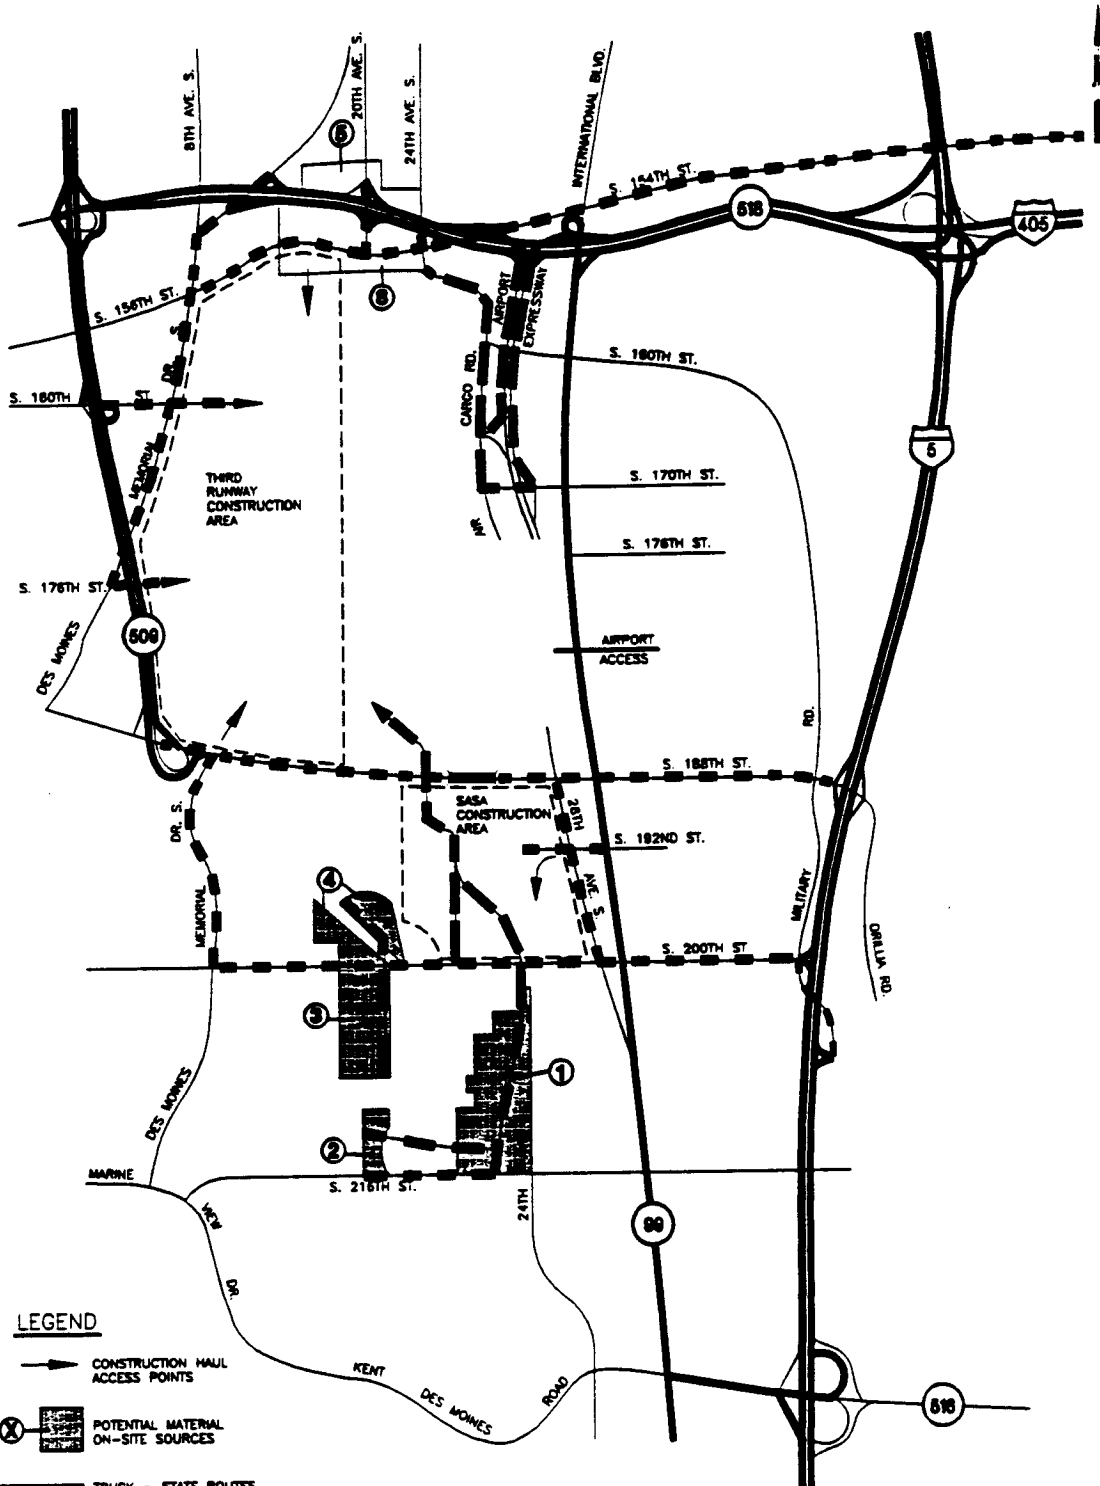 8TH AVE. S.
20TH AVE. S.
24TH AVE. S.
INTERNATIONAL BLVD.
S. 154TH ST.
518
405
S. 156TH ST.
AIRPORT
EXPRESSWAY
S. 160TH ST.
CARGO RD.
S. 160TH ST.
MEMORIAL DR. S.
5
THIRD
RUNWAY
CONSTRUCTION
AREA
S. 170TH ST.
AIR
S. 176TH ST.
S. 176TH ST.
509
DES MOINES
AIRPORT
ACCESS
RD.
S. 188TH ST.
SASA
CONSTRUCTION
AREA
28TH
AVE. S.
DR. S.
S. 192ND ST.
4
MEMORIAL
MILITARY
ORILLIA RD.
S. 200TH ST
3
1
DES MOINES
2
MARINE
S. 216TH ST.
24TH
VIEW
DR.
99
LEGEND
CONSTRUCTION HAUL
ACCESS POINTS
KENT
DES MOINES
ROAD
516
X
POTENTIAL MATERIAL
ON-SITE SOURCES